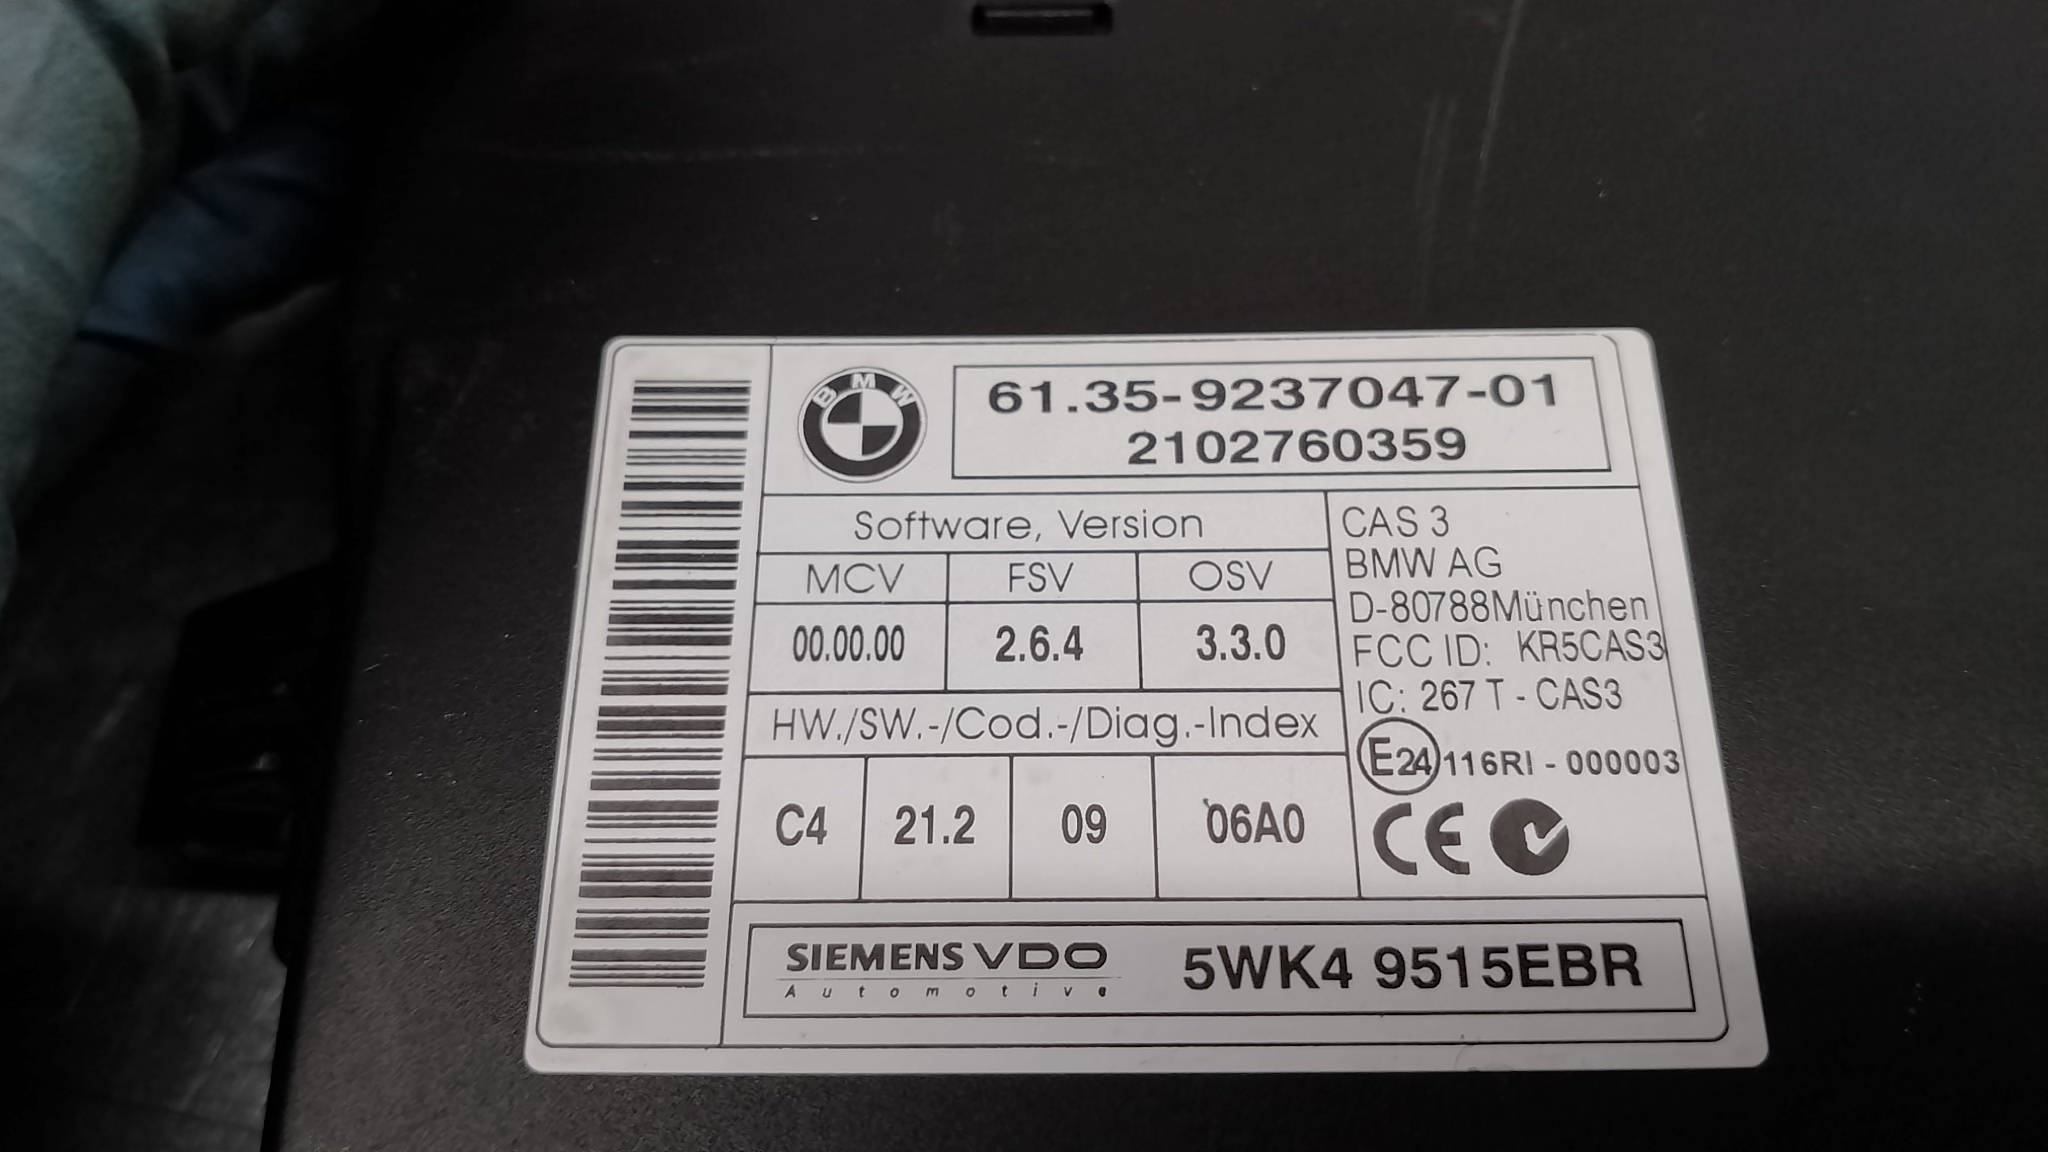 BMW
61.35-9237047-01
2102760359
Software, Version
MCV FSV OSV
00.00.00 2.6.4 3.3.0
HW./SW.-/Cod.-/Diag.-Index
C4 21.2 09 06A0
CAS 3
BMW AG
D-80788München
FCC ID: KR5CAS3
IC: 267 T - CAS3
E24 116RI - 000003
CE
SIEMENS VDO
Automotive
5WK4 9515EBR